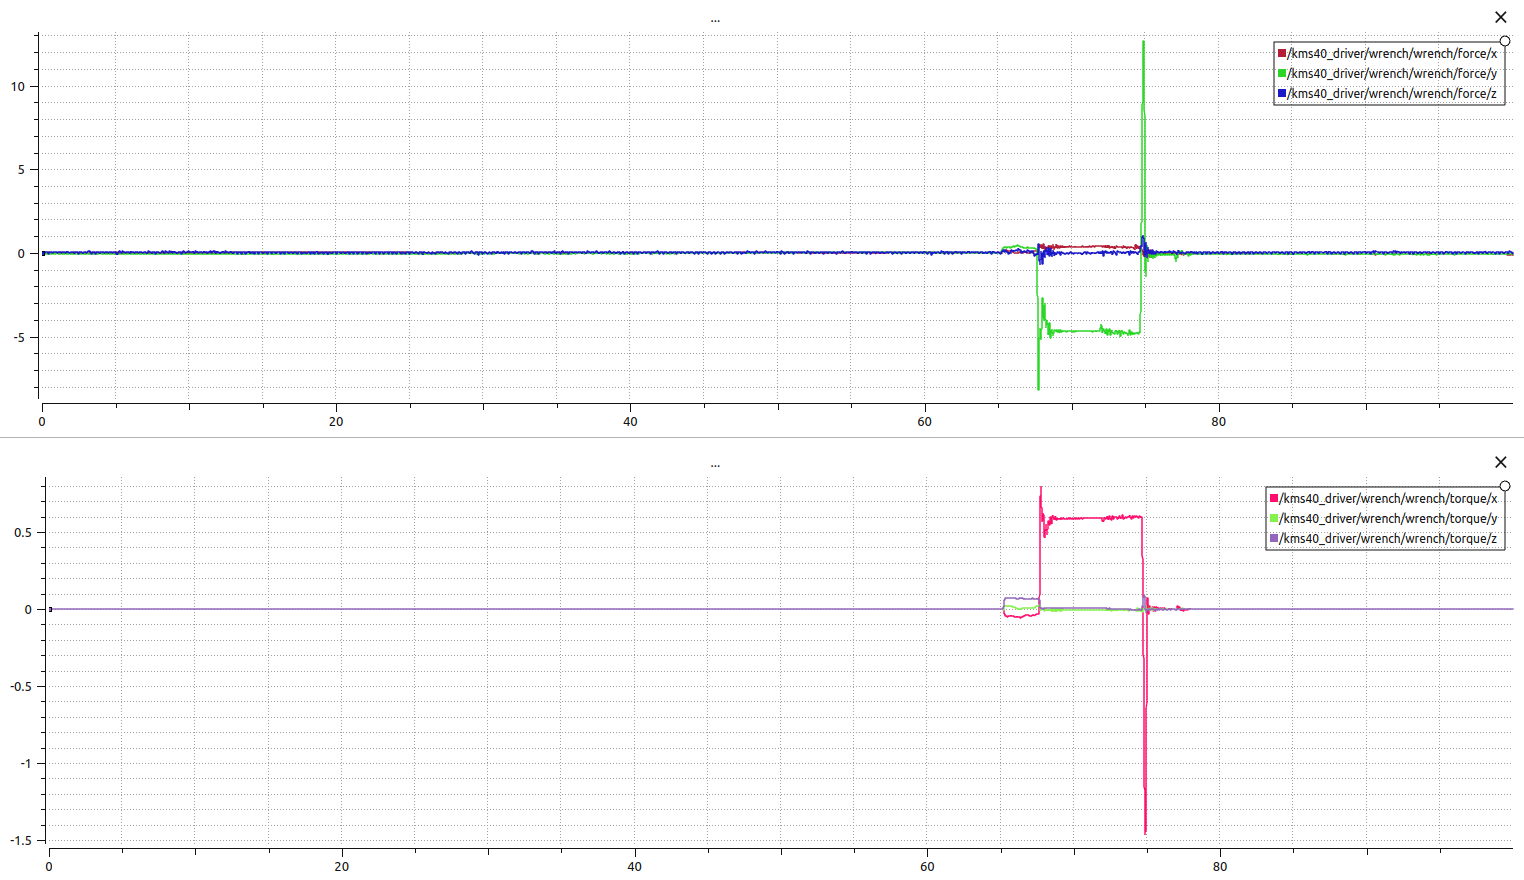 ...
/kms40_driver/wrench/wrench/force/x
/kms40_driver/wrench/wrench/force/y
/kms40_driver/wrench/wrench/force/z
10
5
0
-5
0 20 40 60 80
...
/kms40_driver/wrench/wrench/torque/x
/kms40_driver/wrench/wrench/torque/y
/kms40_driver/wrench/wrench/torque/z
0.5
0
-0.5
-1
-1.5
0 20 40 60 80